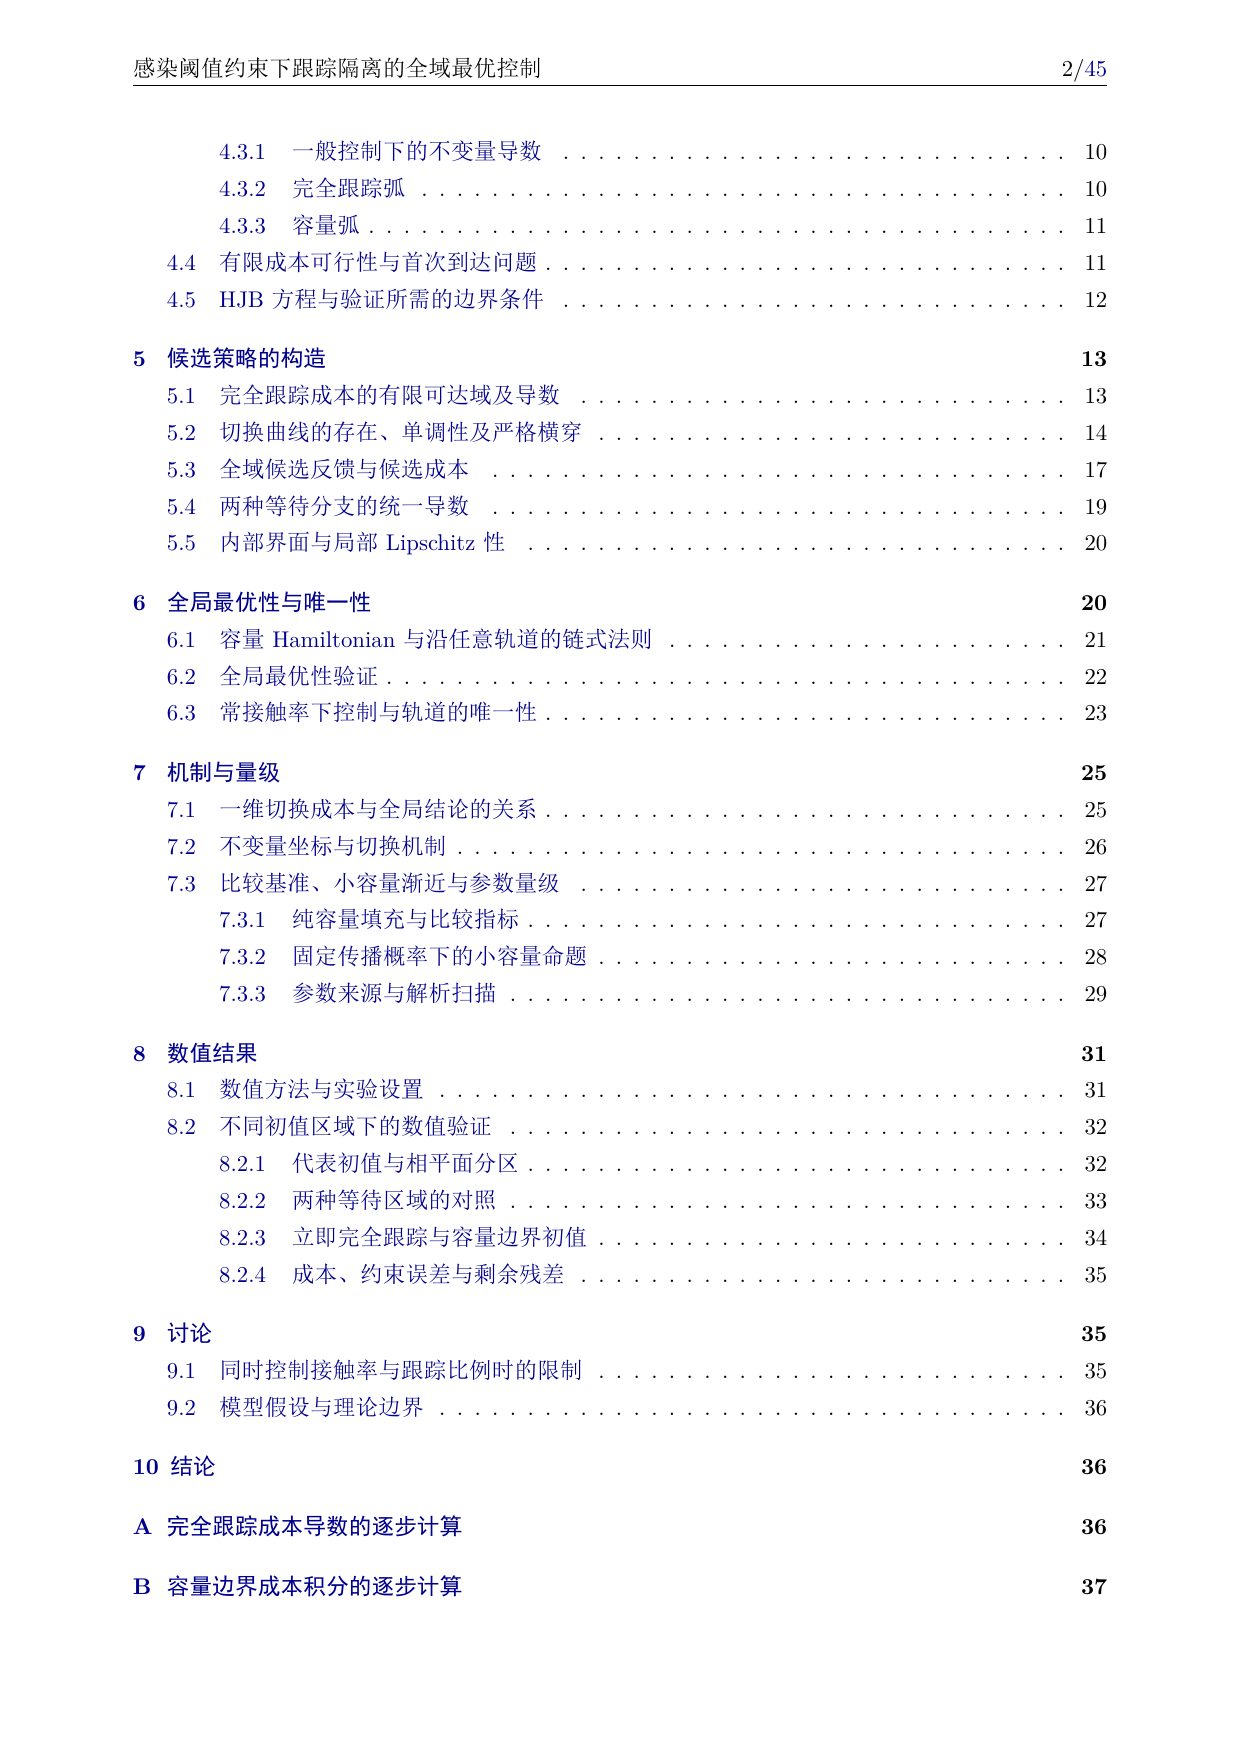 感染阈值约束下跟踪隔离的全域最优控制 2/45
4.3.1 一般控制下的不变量导数 . . . . . . . . . . . . . . . . . . . . . . . . . . . . . 10
4.3.2 完全跟踪弧 . . . . . . . . . . . . . . . . . . . . . . . . . . . . . . . . . . . . . 10
4.3.3 容量弧 . . . . . . . . . . . . . . . . . . . . . . . . . . . . . . . . . . . . . . . . 11
4.4 有限成本可行性与首次到达问题 . . . . . . . . . . . . . . . . . . . . . . . . . . . . . . 11
4.5 HJB 方程与验证所需的边界条件 . . . . . . . . . . . . . . . . . . . . . . . . . . . . . 12
5 候选策略的构造 13
5.1 完全跟踪成本的有限可达域及导数 . . . . . . . . . . . . . . . . . . . . . . . . . . . . 13
5.2 切换曲线的存在、单调性及严格横穿 . . . . . . . . . . . . . . . . . . . . . . . . . . . 14
5.3 全域候选反馈与候选成本 . . . . . . . . . . . . . . . . . . . . . . . . . . . . . . . . . 17
5.4 两种等待分支的统一导数 . . . . . . . . . . . . . . . . . . . . . . . . . . . . . . . . . 19
5.5 内部界面与局部 Lipschitz 性 . . . . . . . . . . . . . . . . . . . . . . . . . . . . . . . 20
6 全局最优性与唯一性 20
6.1 容量 Hamiltonian 与沿任意轨道的链式法则 . . . . . . . . . . . . . . . . . . . . . . . 21
6.2 全局最优性验证 . . . . . . . . . . . . . . . . . . . . . . . . . . . . . . . . . . . . . . . 22
6.3 常接触率下控制与轨道的唯一性 . . . . . . . . . . . . . . . . . . . . . . . . . . . . . . 23
7 机制与量级 25
7.1 一维切换成本与全局结论的关系 . . . . . . . . . . . . . . . . . . . . . . . . . . . . . . 25
7.2 不变量坐标与切换机制 . . . . . . . . . . . . . . . . . . . . . . . . . . . . . . . . . . . 26
7.3 比较基准、小容量渐近与参数量级 . . . . . . . . . . . . . . . . . . . . . . . . . . . . 27
7.3.1 纯容量填充与比较指标 . . . . . . . . . . . . . . . . . . . . . . . . . . . . . . . 27
7.3.2 固定传播概率下的小容量命题 . . . . . . . . . . . . . . . . . . . . . . . . . . . 28
7.3.3 参数来源与解析扫描 . . . . . . . . . . . . . . . . . . . . . . . . . . . . . . . . 29
8 数值结果 31
8.1 数值方法与实验设置 . . . . . . . . . . . . . . . . . . . . . . . . . . . . . . . . . . . . 31
8.2 不同初值区域下的数值验证 . . . . . . . . . . . . . . . . . . . . . . . . . . . . . . . . 32
8.2.1 代表初值与相平面分区 . . . . . . . . . . . . . . . . . . . . . . . . . . . . . . . 32
8.2.2 两种等待区域的对照 . . . . . . . . . . . . . . . . . . . . . . . . . . . . . . . . 33
8.2.3 立即完全跟踪与容量边界初值 . . . . . . . . . . . . . . . . . . . . . . . . . . . 34
8.2.4 成本、约束误差与剩余残差 . . . . . . . . . . . . . . . . . . . . . . . . . . . . 35
9 讨论 35
9.1 同时控制接触率与跟踪比例时的限制 . . . . . . . . . . . . . . . . . . . . . . . . . . . 35
9.2 模型假设与理论边界 . . . . . . . . . . . . . . . . . . . . . . . . . . . . . . . . . . . . 36
10 结论 36
A 完全跟踪成本导数的逐步计算 36
B 容量边界成本积分的逐步计算 37